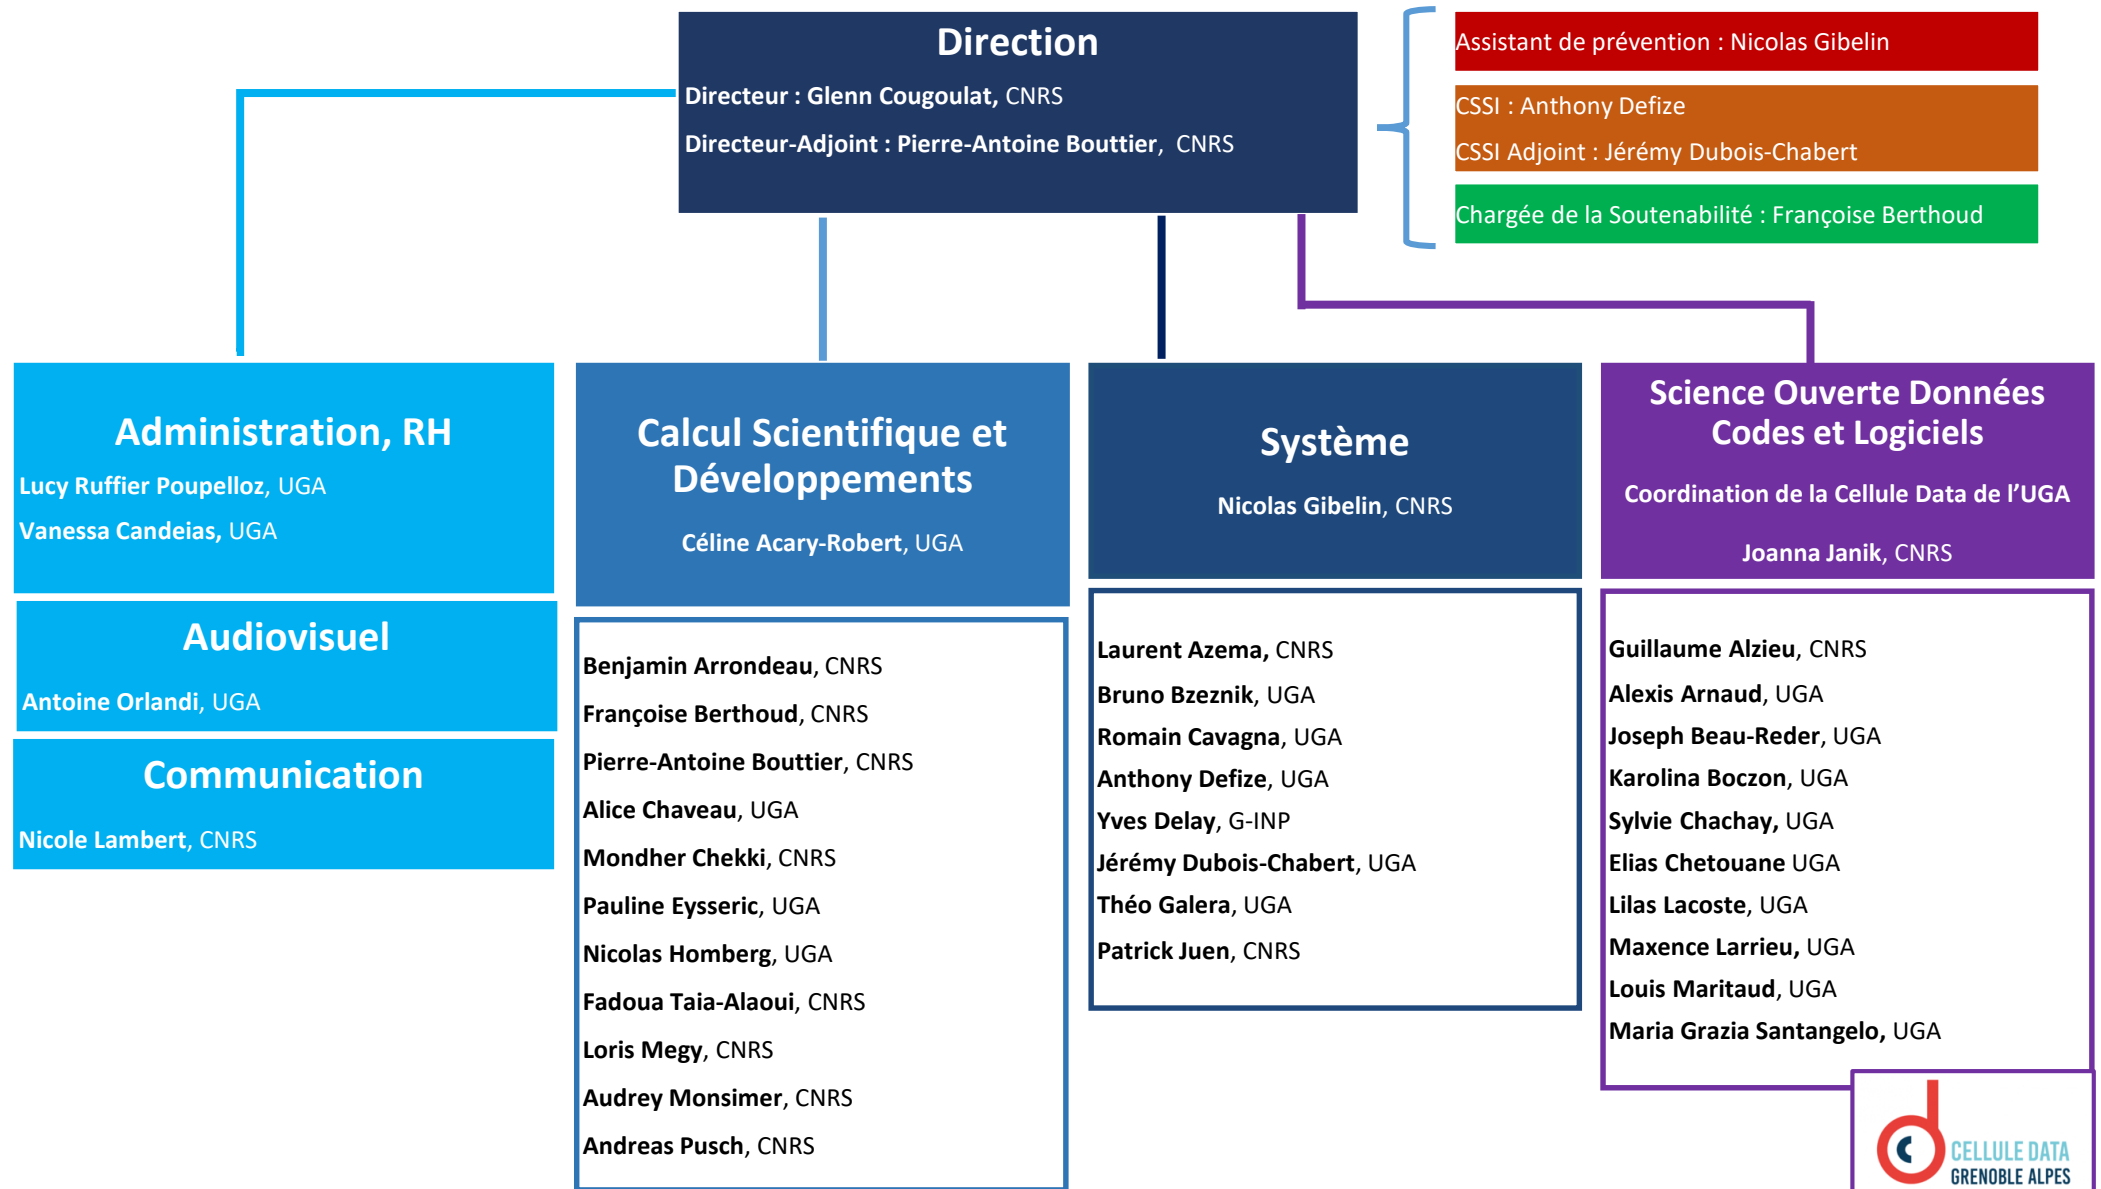 Direction
Directeur : Glenn Cougoulat, CNRS
Directeur-Adjoint : Pierre-Antoine Bouttier, CNRS
Assistant de prévention : Nicolas Gibelin
CSSI : Anthony Defize
CSSI Adjoint : Jérémy Dubois-Chabert
Chargée de la Soutenabilité : Françoise Berthoud
Administration, RH
Lucy Ruffier Poupelloz, UGA
Vanessa Candeias, UGA
Audiovisuel
Antoine Orlandi, UGA
Communication
Nicole Lambert, CNRS
Calcul Scientifique et
Développements
Céline Acary-Robert, UGA
Benjamin Arrondeau, CNRS
Françoise Berthoud, CNRS
Pierre-Antoine Bouttier, CNRS
Alice Chaveau, UGA
Mondher Chekki, CNRS
Pauline Eysseric, UGA
Nicolas Homberg, UGA
Fadoua Taia-Alaoui, CNRS
Loris Megy, CNRS
Audrey Monsimer, CNRS
Andreas Pusch, CNRS
Système
Nicolas Gibelin, CNRS
Laurent Azema, CNRS
Bruno Bzeznik, UGA
Romain Cavagna, UGA
Anthony Defize, UGA
Yves Delay, G-INP
Jérémy Dubois-Chabert, UGA
Théo Galera, UGA
Patrick Juen, CNRS
Science Ouverte Données
Codes et Logiciels
Coordination de la Cellule Data de l’UGA
Joanna Janik, CNRS
Guillaume Alzieu, CNRS
Alexis Arnaud, UGA
Joseph Beau-Reder, UGA
Karolina Boczon, UGA
Sylvie Chachay, UGA
Elias Chetouane UGA
Lilas Lacoste, UGA
Maxence Larrieu, UGA
Louis Maritaud, UGA
Maria Grazia Santangelo, UGA
CELLULE DATA
GRENOBLE ALPES